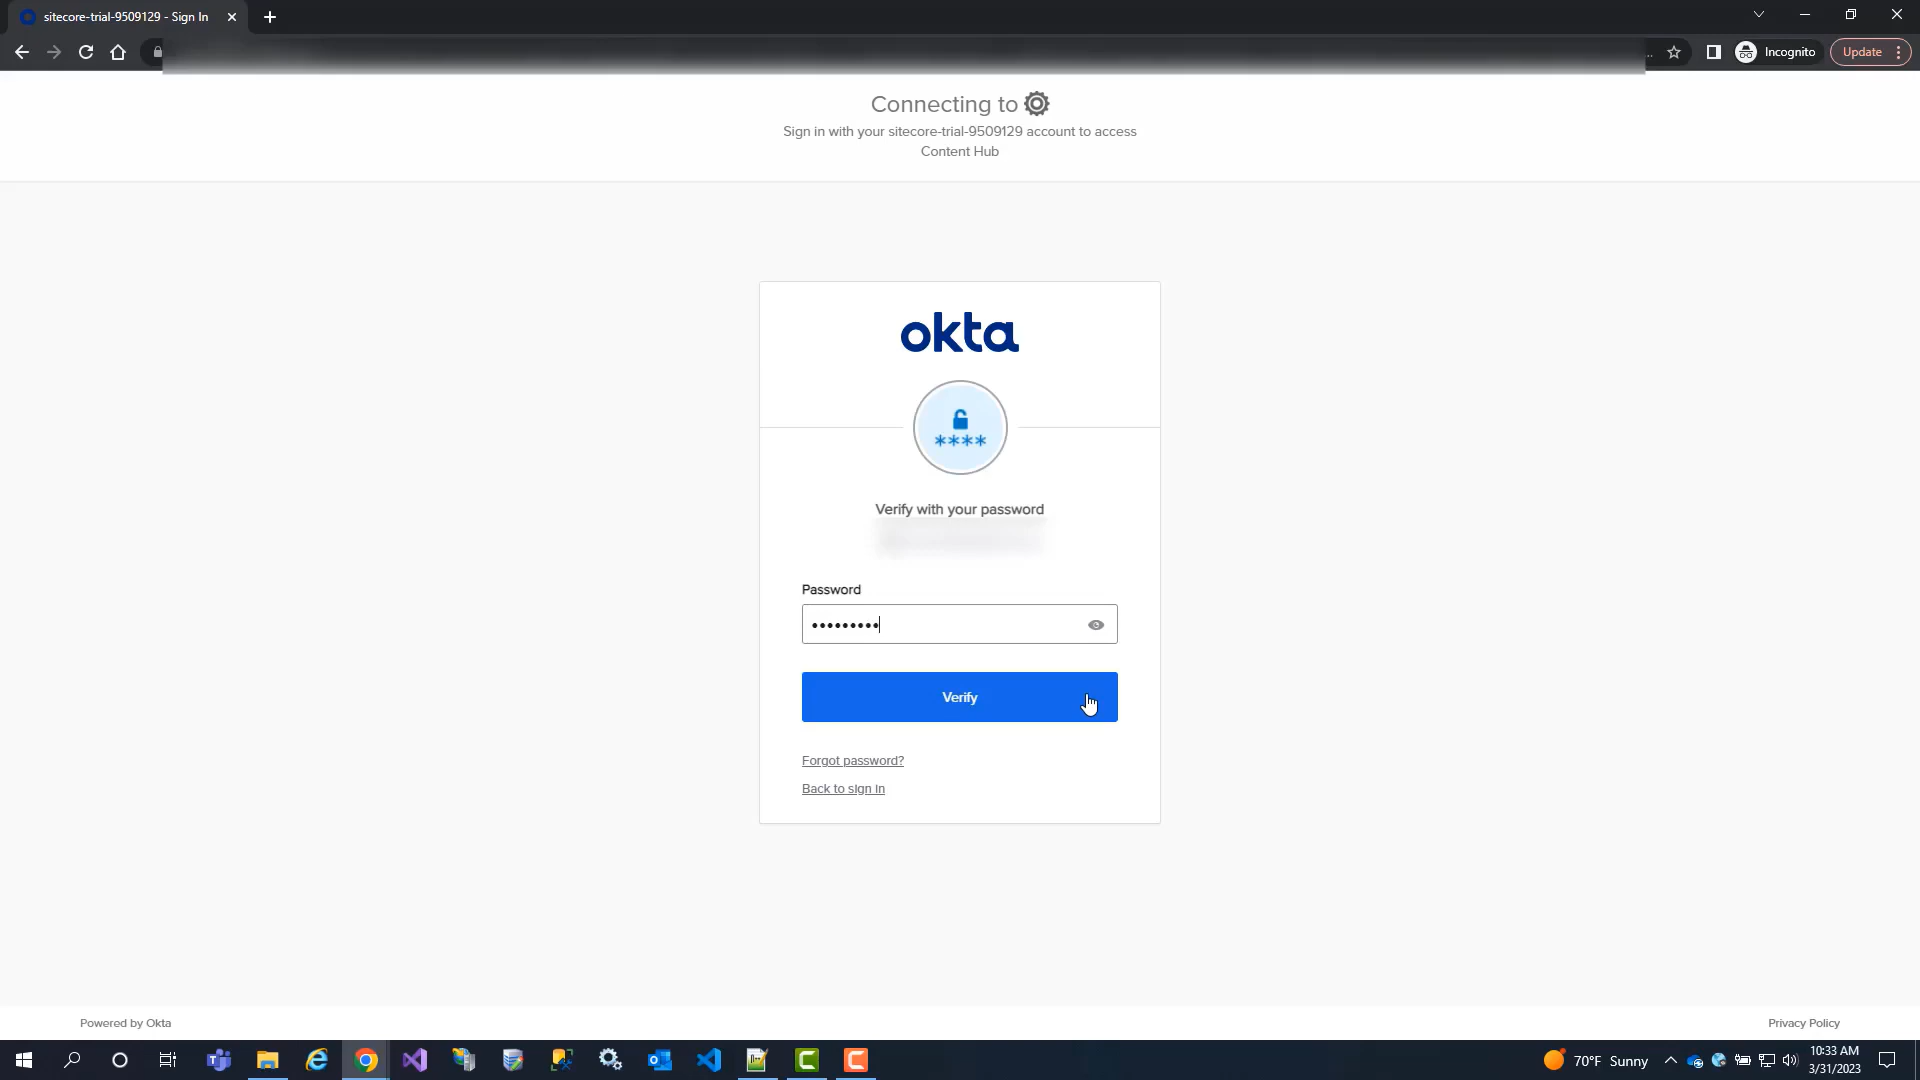 sitecore-trial-9509129 - Sign In
Incognito
Update
Connecting to
Sign in with your sitecore-trial-9509129 account to access
Content Hub
okta
****
Verify with your password
Password
•••••••••
Verify
Forgot password?
Back to sign in
Powered by Okta
Privacy Policy
70°F Sunny
10:33 AM
3/31/2023